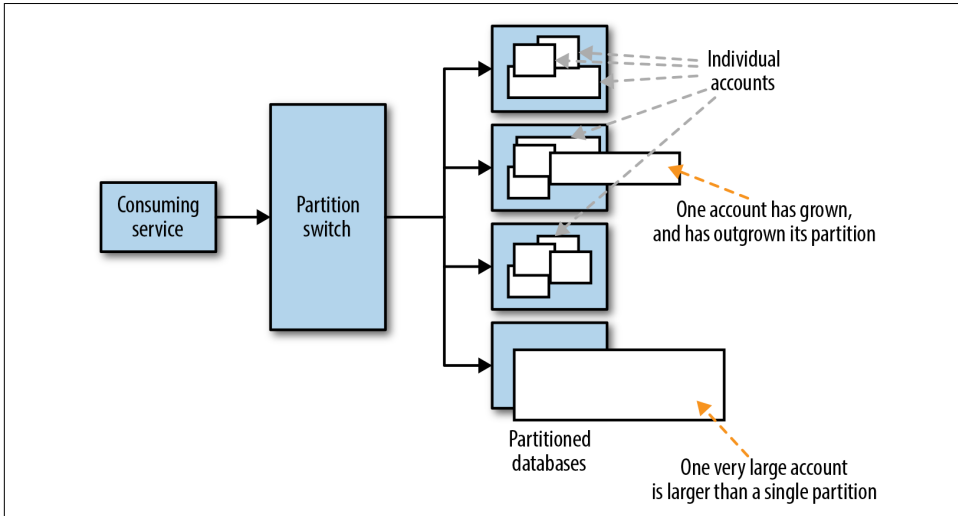 Individual
accounts
Consuming
service
Partition
switch
One account has grown,
and has outgrown its partition
Partitioned
databases
One very large account
is larger than a single partition